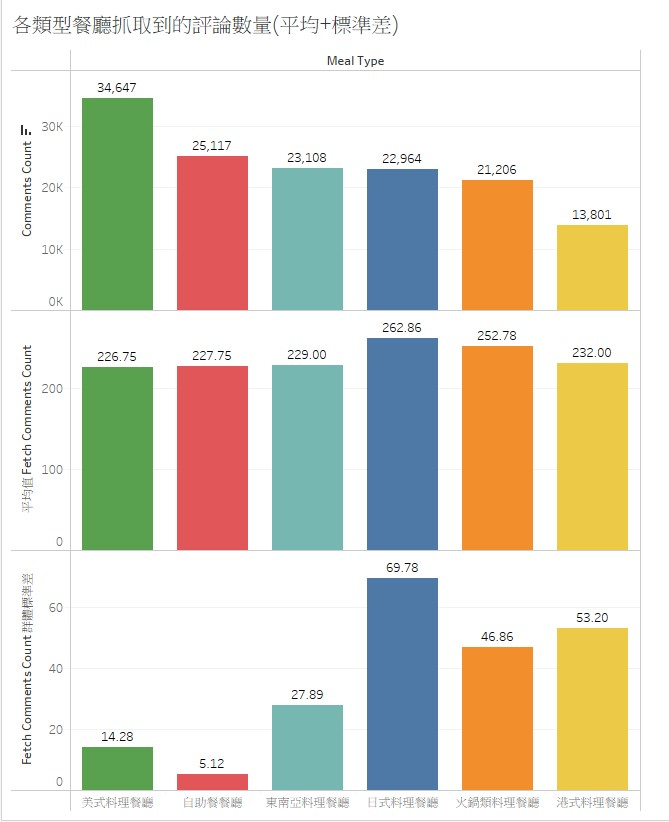 各類型餐廳抓取到的評論數量(平均+標準差)
Meal Type
34,647
25,117
23,108
22,964
21,206
13,801
30K
20K
10K
0K
Comments Count
226.75
227.75
229.00
262.86
252.78
232.00
200
100
0
平均值 Fetch Comments Count
14.28
5.12
27.89
69.78
46.86
53.20
60
40
20
0
Fetch Comments Count 群體標準差
美式料理餐廳
自助餐餐廳
東南亞料理餐廳
日式料理餐廳
火鍋類料理餐廳
港式料理餐廳